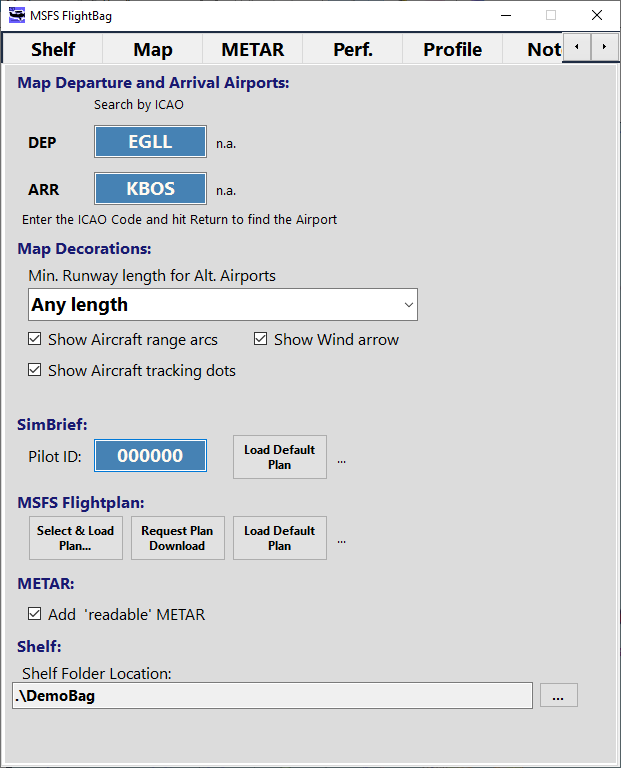 MSFS FlightBag
Shelf Map METAR Perf. Profile Not
Map Departure and Arrival Airports:
Search by ICAO
DEP EGLL n.a.
ARR KBOS n.a.
Enter the ICAO Code and hit Return to find the Airport
Map Decorations:
Min. Runway length for Alt. Airports
Any length
Show Aircraft range arcs Show Wind arrow
Show Aircraft tracking dots
SimBrief:
Pilot ID: 000000 Load Default
Plan
...
MSFS Flightplan:
Select & Load
Plan...
Request Plan
Download
Load Default
Plan
...
METAR:
Add 'readable' METAR
Shelf:
Shelf Folder Location:
.\DemoBag ...